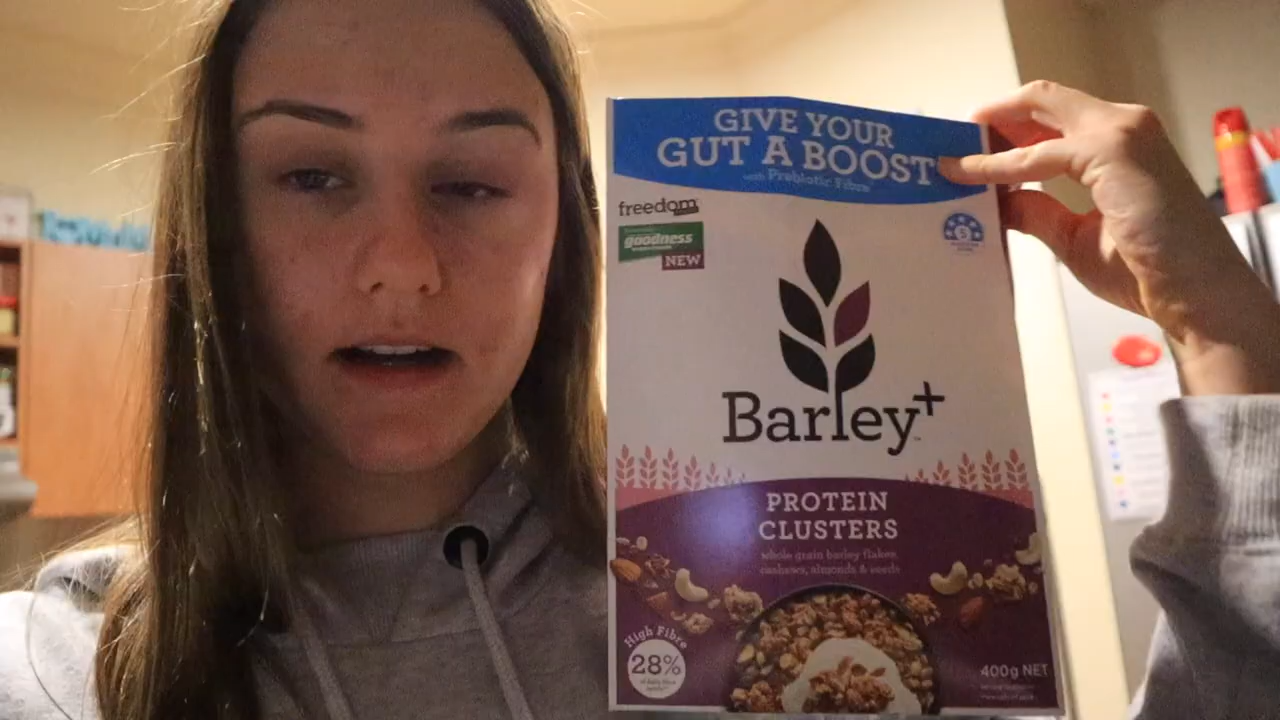 GIVE YOUR
GUT A BOOST
with Prebiotic Fibre
freedom
goodness
NEW
5
Barley+
PROTEIN
CLUSTERS
whole grain barley flakes,
cashews, almonds & seeds
High Fibre
28%
400g NET